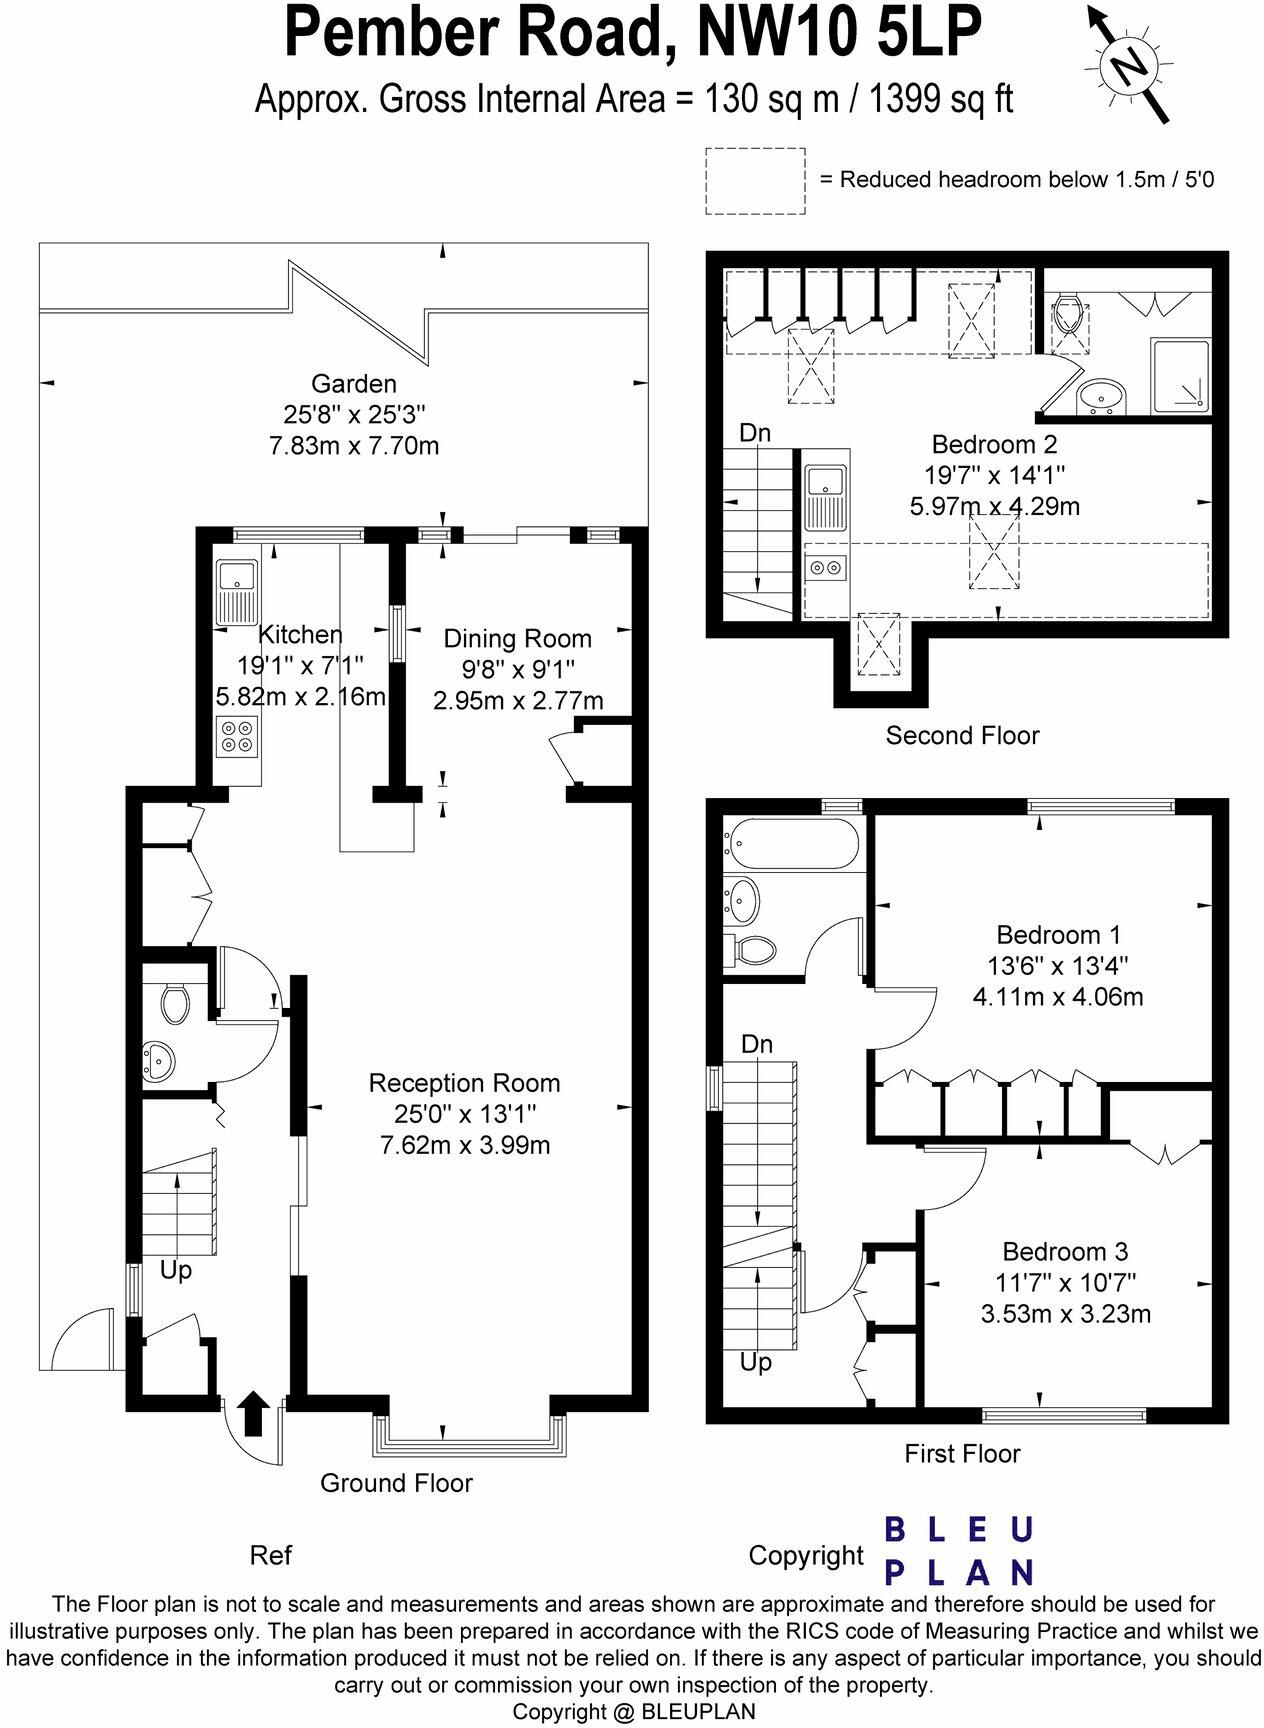 Pember Road, NW10 5LP
Approx. Gross Internal Area = 130 sq m / 1399 sq ft
N
= Reduced headroom below 1.5m / 5'0
Garden
25'8" x 25'3"
7.83m x 7.70m
Dn
Bedroom 2
19'7" x 14'1"
5.97m x 4.29m
Kitchen
19'1" x 7'1"
5.82m x 2.16m
Dining Room
9'8" x 9'1"
2.95m x 2.77m
Second Floor
Bedroom 1
13'6" x 13'4"
4.11m x 4.06m
Dn
Reception Room
25'0" x 13'1"
7.62m x 3.99m
Up
Bedroom 3
11'7" x 10'7"
3.53m x 3.23m
Up
First Floor
Ground Floor
Ref
Copyright
BLEU
PLAN
The Floor plan is not to scale and measurements and areas shown are approximate and therefore should be used for
illustrative purposes only. The plan has been prepared in accordance with the RICS code of Measuring Practice and whilst we
have confidence in the information produced it must not be relied on. If there is any aspect of particular importance, you should
carry out or commission your own inspection of the property.
Copyright @ BLEUPLAN